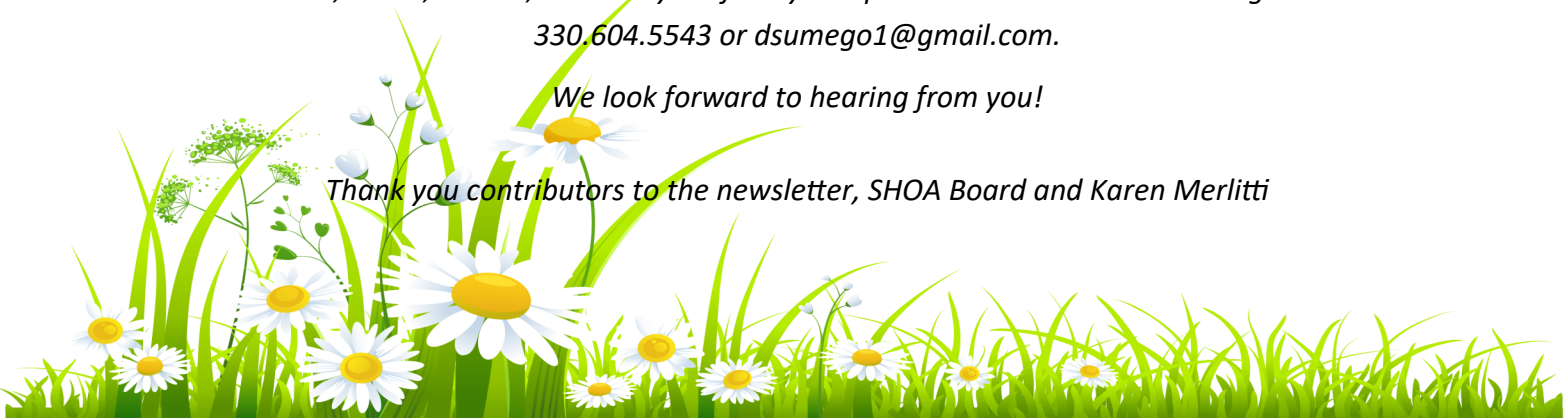 330.604.5543 or dsumego1@gmail.com.
We look forward to hearing from you!
Thank you contributors to the newsletter, SHOA Board and Karen Merlitti